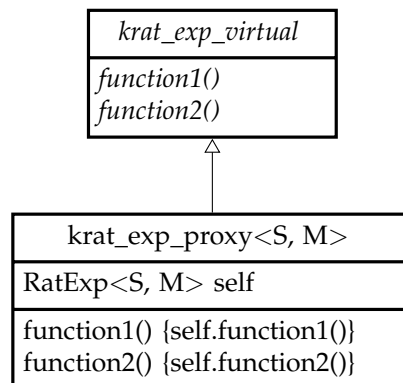 krat_exp_virtual
function1()
function2()
krat_exp_proxy<S, M>
RatExp<S, M> self
function1() {self.function1()}
function2() {self.function2()}